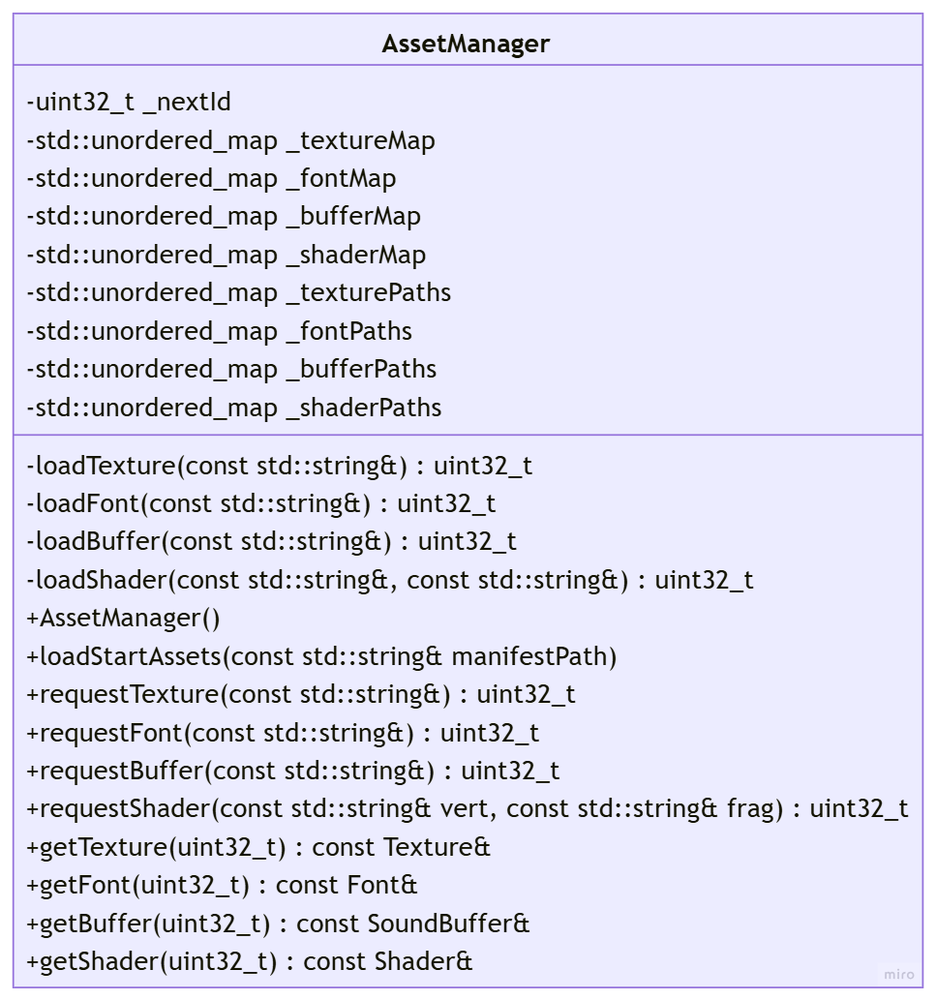 AssetManager
-uint32_t _nextId
-std::unordered_map _textureMap
-std::unordered_map _fontMap
-std::unordered_map _bufferMap
-std::unordered_map _shaderMap
-std::unordered_map _texturePaths
-std::unordered_map _fontPaths
-std::unordered_map _bufferPaths
-std::unordered_map _shaderPaths
-loadTexture(const std::string&) : uint32_t
-loadFont(const std::string&) : uint32_t
-loadBuffer(const std::string&) : uint32_t
-loadShader(const std::string&, const std::string&) : uint32_t
+AssetManager()
+loadStartAssets(const std::string& manifestPath)
+requestTexture(const std::string&) : uint32_t
+requestFont(const std::string&) : uint32_t
+requestBuffer(const std::string&) : uint32_t
+requestShader(const std::string& vert, const std::string& frag) : uint32_t
+getTexture(uint32_t) : const Texture&
+getFont(uint32_t) : const Font&
+getBuffer(uint32_t) : const SoundBuffer&
+getShader(uint32_t) : const Shader&
miro